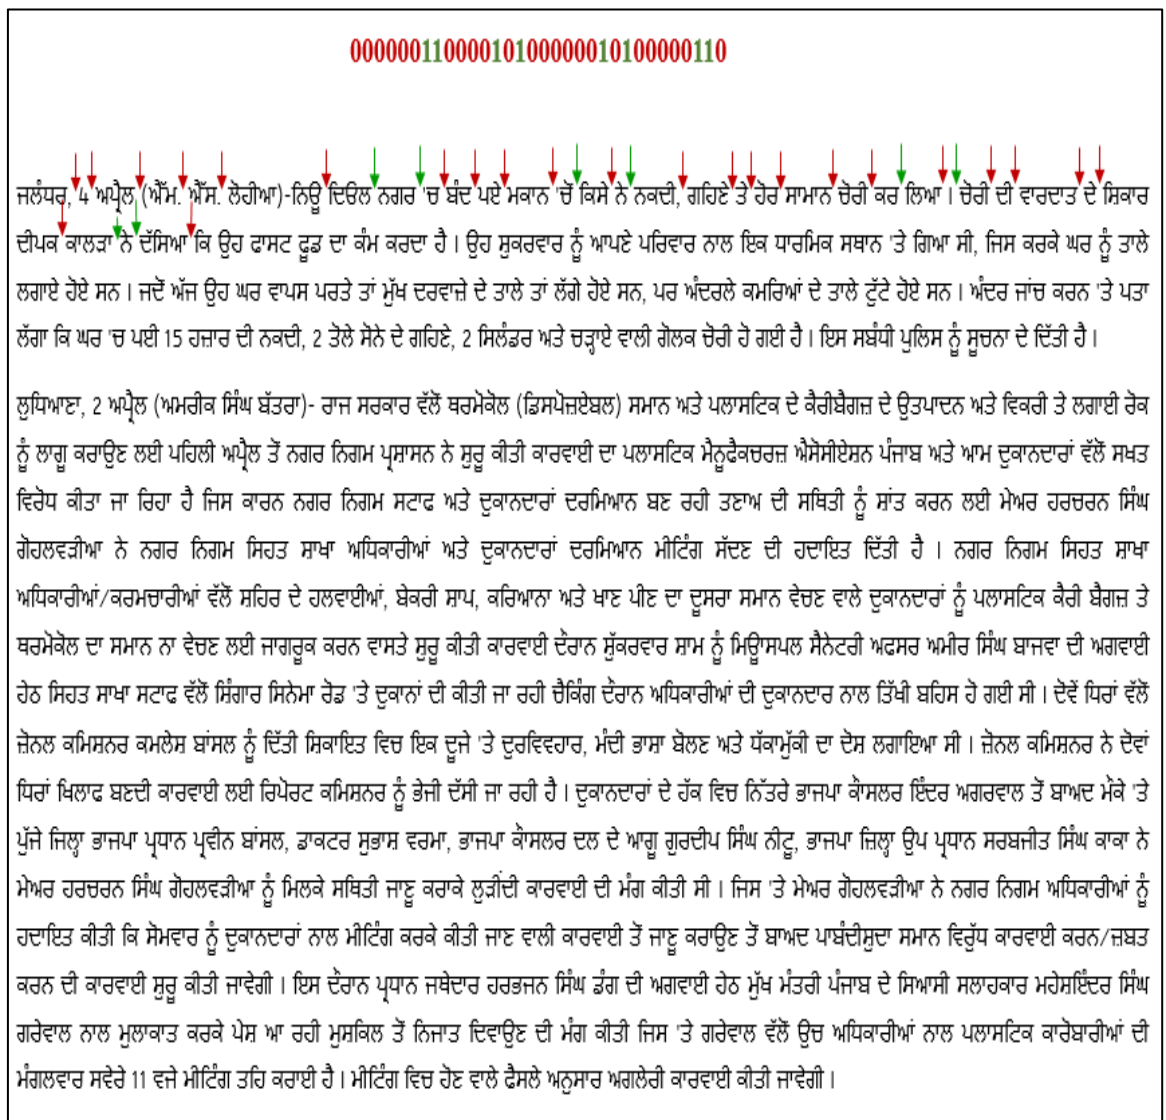 00000011000010100000010100000110
ਜਲੰਧਰ, 4 ਅਪ੍ਰੈਲ (ਐੱਮ. ਐੱਸ. ਲੋਹੀਆ)-ਨਿਊ ਦਿਓਲ ਨਗਰ 'ਚ ਬੰਦ ਪਏ ਮਕਾਨ 'ਚੋਂ ਕਿਸੇ ਨੇ ਨਕਦੀ, ਗਹਿਣੇ ਤੇ ਹੋਰ ਸਾਮਾਨ ਚੋਰੀ ਕਰ ਲਿਆ । ਚੋਰੀ ਦੀ ਵਾਰਦਾਤ ਦੇ ਸ਼ਿਕਾਰ
ਦੀਪਕ ਕਾਲੜਾ ਨੇ ਦੱਸਿਆ ਕਿ ਉਹ ਫਾਸਟ ਫੂਡ ਦਾ ਕੰਮ ਕਰਦਾ ਹੈ । ਉਹ ਸ਼ੁਕਰਵਾਰ ਨੂੰ ਆਪਣੇ ਪਰਿਵਾਰ ਨਾਲ ਇਕ ਧਾਰਮਿਕ ਸਥਾਨ 'ਤੇ ਗਿਆ ਸੀ, ਜਿਸ ਕਰਕੇ ਘਰ ਨੂੰ ਤਾਲੇ
ਲਗਾਏ ਹੋਏ ਸਨ । ਜਦੋਂ ਅੱਜ ਉਹ ਘਰ ਵਾਪਸ ਪਰਤੇ ਤਾਂ ਮੁੱਖ ਦਰਵਾਜ਼ੇ ਦੇ ਤਾਲੇ ਤਾਂ ਲੱਗੇ ਹੋਏ ਸਨ, ਪਰ ਅੰਦਰਲੇ ਕਮਰਿਆਂ ਦੇ ਤਾਲੇ ਟੁੱਟੇ ਹੋਏ ਸਨ । ਅੰਦਰ ਜਾਂਚ ਕਰਨ 'ਤੇ ਪਤਾ
ਲੱਗਾ ਕਿ ਘਰ 'ਚ ਪਈ 15 ਹਜ਼ਾਰ ਦੀ ਨਕਦੀ, 2 ਤੋਲੇ ਸੋਨੇ ਦੇ ਗਹਿਣੇ, 2 ਸਿਲੰਡਰ ਅਤੇ ਚੜ੍ਹਾਏ ਵਾਲੀ ਗੋਲਕ ਚੋਰੀ ਹੋ ਗਈ ਹੈ । ਇਸ ਸਬੰਧੀ ਪੁਲਿਸ ਨੂੰ ਸੂਚਨਾ ਦੇ ਦਿੱਤੀ ਹੈ ।
ਲੁਧਿਆਣਾ, 2 ਅਪ੍ਰੈਲ (ਅਮਰੀਕ ਸਿੰਘ ਬੱਤਰਾ)- ਰਾਜ ਸਰਕਾਰ ਵੱਲੋਂ ਥਰਮੋਕੋਲ (ਡਿਸਪੋਜ਼ਏਬਲ) ਸਮਾਨ ਅਤੇ ਪਲਾਸਟਿਕ ਦੇ ਕੈਰੀਬੈਗਜ਼ ਦੇ ਉਤਪਾਦਨ ਅਤੇ ਵਿਕਰੀ ਤੇ ਲਗਾਈ ਰੋਕ
ਨੂੰ ਲਾਗੂ ਕਰਾਉਣ ਲਈ ਪਹਿਲੀ ਅਪ੍ਰੈਲ ਤੋਂ ਨਗਰ ਨਿਗਮ ਪ੍ਰਸ਼ਾਸਨ ਨੇ ਸ਼ੁਰੂ ਕੀਤੀ ਕਾਰਵਾਈ ਦਾ ਪਲਾਸਟਿਕ ਮੈਨੂਫੈਕਚਰਜ਼ ਐਸੋਸੀਏਸ਼ਨ ਪੰਜਾਬ ਅਤੇ ਆਮ ਦੁਕਾਨਦਾਰਾਂ ਵੱਲੋਂ ਸਖਤ
ਵਿਰੋਧ ਕੀਤਾ ਜਾ ਰਿਹਾ ਹੈ ਜਿਸ ਕਾਰਨ ਨਗਰ ਨਿਗਮ ਸਟਾਫ ਅਤੇ ਦੁਕਾਨਦਾਰਾਂ ਦਰਮਿਆਨ ਬਣ ਰਹੀ ਤਣਾਅ ਦੀ ਸਥਿਤੀ ਨੂੰ ਸ਼ਾਂਤ ਕਰਨ ਲਈ ਮੇਅਰ ਹਰਚਰਨ ਸਿੰਘ
ਗੋਹਲਵੜੀਆ ਨੇ ਨਗਰ ਨਿਗਮ ਸਿਹਤ ਸ਼ਾਖਾ ਅਧਿਕਾਰੀਆਂ ਅਤੇ ਦੁਕਾਨਦਾਰਾਂ ਦਰਮਿਆਨ ਮੀਟਿੰਗ ਸੱਦਣ ਦੀ ਹਦਾਇਤ ਦਿੱਤੀ ਹੈ । ਨਗਰ ਨਿਗਮ ਸਿਹਤ ਸ਼ਾਖਾ
ਅਧਿਕਾਰੀਆਂ/ਕਰਮਚਾਰੀਆਂ ਵੱਲੋਂ ਸ਼ਹਿਰ ਦੇ ਹਲਵਾਈਆਂ, ਬੇਕਰੀ ਸ਼ਾਪ, ਕਰਿਆਨਾ ਅਤੇ ਖਾਣ ਪੀਣ ਦਾ ਦੂਸਰਾ ਸਮਾਨ ਵੇਚਣ ਵਾਲੇ ਦੁਕਾਨਦਾਰਾਂ ਨੂੰ ਪਲਾਸਟਿਕ ਕੈਰੀ ਬੈਗਜ਼ ਤੇ
ਥਰਮੋਕੋਲ ਦਾ ਸਮਾਨ ਨਾ ਵੇਚਣ ਲਈ ਜਾਗਰੂਕ ਕਰਨ ਵਾਸਤੇ ਸ਼ੁਰੂ ਕੀਤੀ ਕਾਰਵਾਈ ਦੌਰਾਨ ਸ਼ੁੱਕਰਵਾਰ ਸ਼ਾਮ ਨੂੰ ਮਿਊਸਪਲ ਸੈਨੇਟਰੀ ਅਫਸਰ ਅਮੀਰ ਸਿੰਘ ਬਾਜਵਾ ਦੀ ਅਗਵਾਈ
ਹੇਠ ਸਿਹਤ ਸਾਖਾ ਸਟਾਫ ਵੱਲੋਂ ਸ਼ਿੰਗਾਰ ਸਿਨੇਮਾ ਰੋਡ 'ਤੇ ਦੁਕਾਨਾਂ ਦੀ ਕੀਤੀ ਜਾ ਰਹੀ ਚੈਕਿੰਗ ਦੌਰਾਨ ਅਧਿਕਾਰੀਆਂ ਦੀ ਦੁਕਾਨਦਾਰ ਨਾਲ ਤਿੱਖੀ ਬਹਿਸ ਹੋ ਗਈ ਸੀ । ਦੋਵੇਂ ਧਿਰਾਂ ਵੱਲੋਂ
ਜ਼ੋਨਲ ਕਮਿਸ਼ਨਰ ਕਮਲੇਸ਼ ਬਾਂਸਲ ਨੂੰ ਦਿੱਤੀ ਸ਼ਿਕਾਇਤ ਵਿਚ ਇਕ ਦੂਜੇ 'ਤੇ ਦੁਰਵਿਵਹਾਰ, ਮੰਦੀ ਭਾਸ਼ਾ ਬੋਲਣ ਅਤੇ ਧੱਕਾਮੁੱਕੀ ਦਾ ਦੋਸ਼ ਲਗਾਇਆ ਸੀ । ਜ਼ੋਨਲ ਕਮਿਸ਼ਨਰ ਨੇ ਦੋਵਾਂ
ਧਿਰਾਂ ਖਿਲਾਫ ਬਣਦੀ ਕਾਰਵਾਈ ਲਈ ਰਿਪੋਰਟ ਕਮਿਸ਼ਨਰ ਨੂੰ ਭੇਜੀ ਦੱਸੀ ਜਾ ਰਹੀ ਹੈ । ਦੁਕਾਨਦਾਰਾਂ ਦੇ ਹੱਕ ਵਿਚ ਨਿੱਤਰੇ ਭਾਜਪਾ ਕੌਂਸਲਰ ਇੰਦਰ ਅਗਰਵਾਲ ਤੋਂ ਬਾਅਦ ਮੌਕੇ 'ਤੇ
ਪੁੱਜੇ ਜਿਲ੍ਹਾ ਭਾਜਪਾ ਪ੍ਰਧਾਨ ਪ੍ਰਵੀਨ ਬਾਂਸਲ, ਡਾਕਟਰ ਸੁਭਾਸ਼ ਵਰਮਾ, ਭਾਜਪਾ ਕੌਂਸਲਰ ਦਲ ਦੇ ਆਗੂ ਗੁਰਦੀਪ ਸਿੰਘ ਨੀਟੂ, ਭਾਜਪਾ ਜ਼ਿਲ੍ਹਾ ਉਪ ਪ੍ਰਧਾਨ ਸਰਬਜੀਤ ਸਿੰਘ ਕਾਕਾ ਨੇ
ਮੇਅਰ ਹਰਚਰਨ ਸਿੰਘ ਗੋਹਲਵੜੀਆ ਨੂੰ ਮਿਲਕੇ ਸਥਿਤੀ ਜਾਣੂ ਕਰਾਕੇ ਲੁੜੀਂਦੀ ਕਾਰਵਾਈ ਦੀ ਮੰਗ ਕੀਤੀ ਸੀ । ਜਿਸ 'ਤੇ ਮੇਅਰ ਗੋਹਲਵੜੀਆ ਨੇ ਨਗਰ ਨਿਗਮ ਅਧਿਕਾਰੀਆਂ ਨੂੰ
ਹਦਾਇਤ ਕੀਤੀ ਕਿ ਸੋਮਵਾਰ ਨੂੰ ਦੁਕਾਨਦਾਰਾਂ ਨਾਲ ਮੀਟਿੰਗ ਕਰਕੇ ਕੀਤੀ ਜਾਣ ਵਾਲੀ ਕਾਰਵਾਈ ਤੋਂ ਜਾਣੂ ਕਰਾਉਣ ਤੋਂ ਬਾਅਦ ਪਾਬੰਦੀਸ਼ੁਦਾ ਸਮਾਨ ਵਿਰੁੱਧ ਕਾਰਵਾਈ ਕਰਨ/ਜ਼ਬਤ
ਕਰਨ ਦੀ ਕਾਰਵਾਈ ਸ਼ੁਰੂ ਕੀਤੀ ਜਾਵੇਗੀ । ਇਸ ਦੌਰਾਨ ਪ੍ਰਧਾਨ ਜਥੇਦਾਰ ਹਰਭਜਨ ਸਿੰਘ ਡੰਗ ਦੀ ਅਗਵਾਈ ਹੇਠ ਮੁੱਖ ਮੰਤਰੀ ਪੰਜਾਬ ਦੇ ਸਿਆਸੀ ਸਲਾਹਕਾਰ ਮਹੇਸ਼ਇੰਦਰ ਸਿੰਘ
ਗਰੇਵਾਲ ਨਾਲ ਮੁਲਾਕਾਤ ਕਰਕੇ ਪੇਸ਼ ਆ ਰਹੀ ਮੁਸ਼ਕਿਲ ਤੋਂ ਨਿਜਾਤ ਦਿਵਾਉਣ ਦੀ ਮੰਗ ਕੀਤੀ ਜਿਸ 'ਤੇ ਗਰੇਵਾਲ ਵੱਲੋਂ ਉਚ ਅਧਿਕਾਰੀਆਂ ਨਾਲ ਪਲਾਸਟਿਕ ਕਾਰੋਬਾਰੀਆਂ ਦੀ
ਮੰਗਲਵਾਰ ਸਵੇਰੇ 11 ਵਜੇ ਮੀਟਿੰਗ ਤਹਿ ਕਰਾਈ ਹੈ । ਮੀਟਿੰਗ ਵਿਚ ਹੋਣ ਵਾਲੇ ਫੈਸਲੇ ਅਨੁਸਾਰ ਅਗਲੇਰੀ ਕਾਰਵਾਈ ਕੀਤੀ ਜਾਵੇਗੀ ।